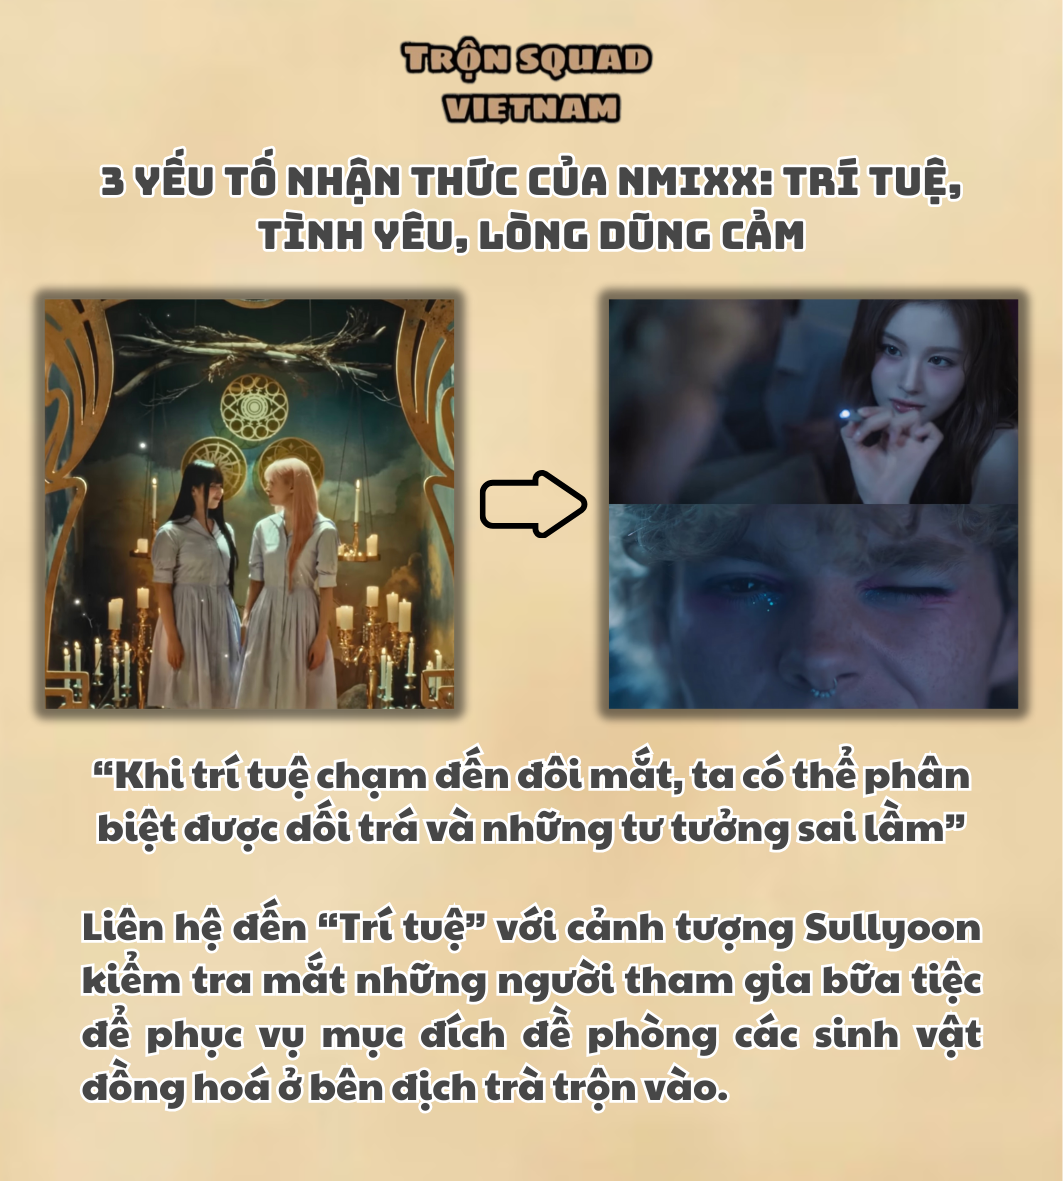 TRỘN SQUAD
VIETNAM
3 YẾU TỐ NHẬN THỨC CỦA NMIXX: TRÍ TUỆ,
TÌNH YÊU, LÒNG DŨNG CẢM
“Khi trí tuệ chạm đến đôi mắt, ta có thể phân
biệt được dối trá và những tư tưởng sai lầm”
Liên hệ đến “Trí tuệ” với cảnh tượng Sullyoon
kiểm tra mắt những người tham gia bữa tiệc
để phục vụ mục đích đề phòng các sinh vật
đồng hoá ở bên địch trà trộn vào.